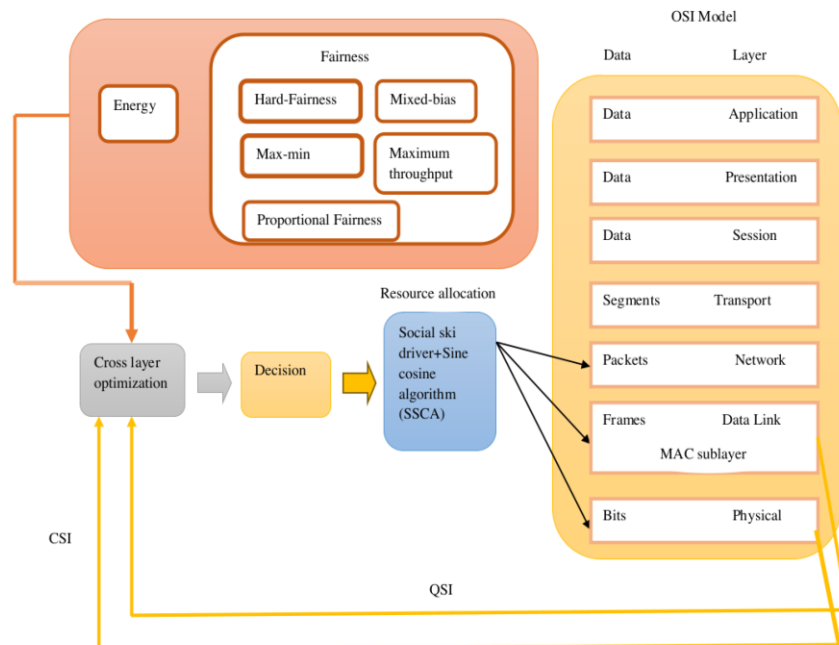 OSI Model
Data Layer
Fairness
Energy
Hard-Fairness
Mixed-bias
Max-min
Maximum
throughput
Proportional Fairness
Data Application
Data Presentation
Data Session
Segments Transport
Packets Network
Frames Data Link
MAC sublayer
Bits Physical
Resource allocation
Cross layer
optimization
Decision
Social ski
driver+Sine
cosine
algorithm
(SSCA)
CSI
QSI